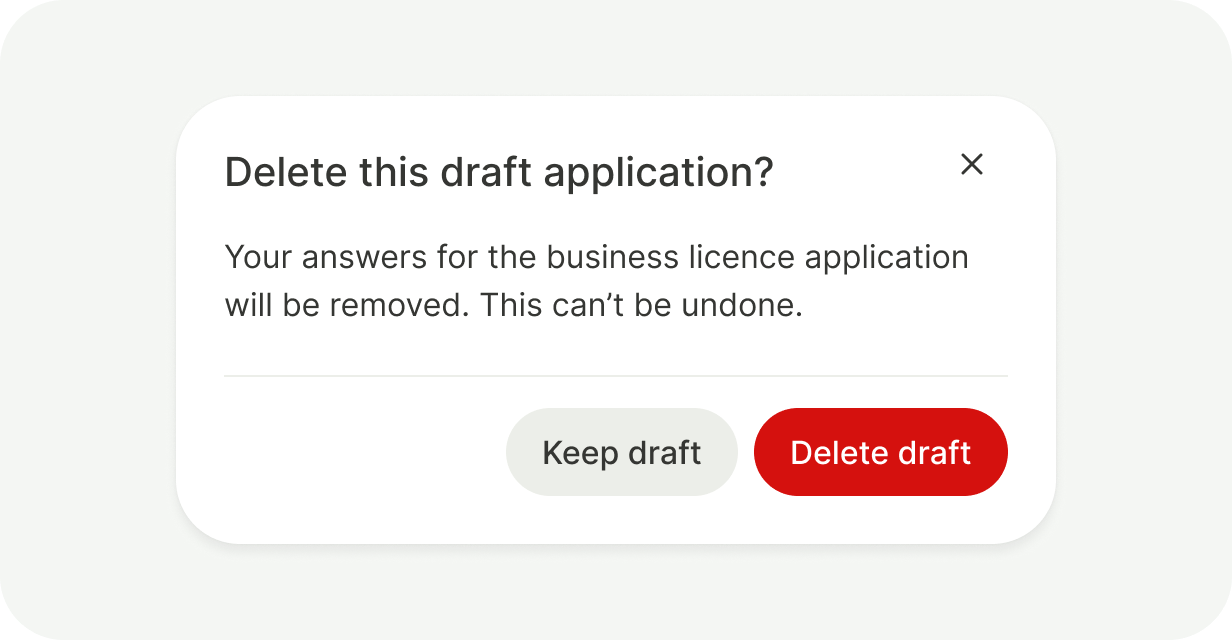 Delete this draft application?
Your answers for the business licence application
will be removed. This can’t be undone.
Keep draft
Delete draft